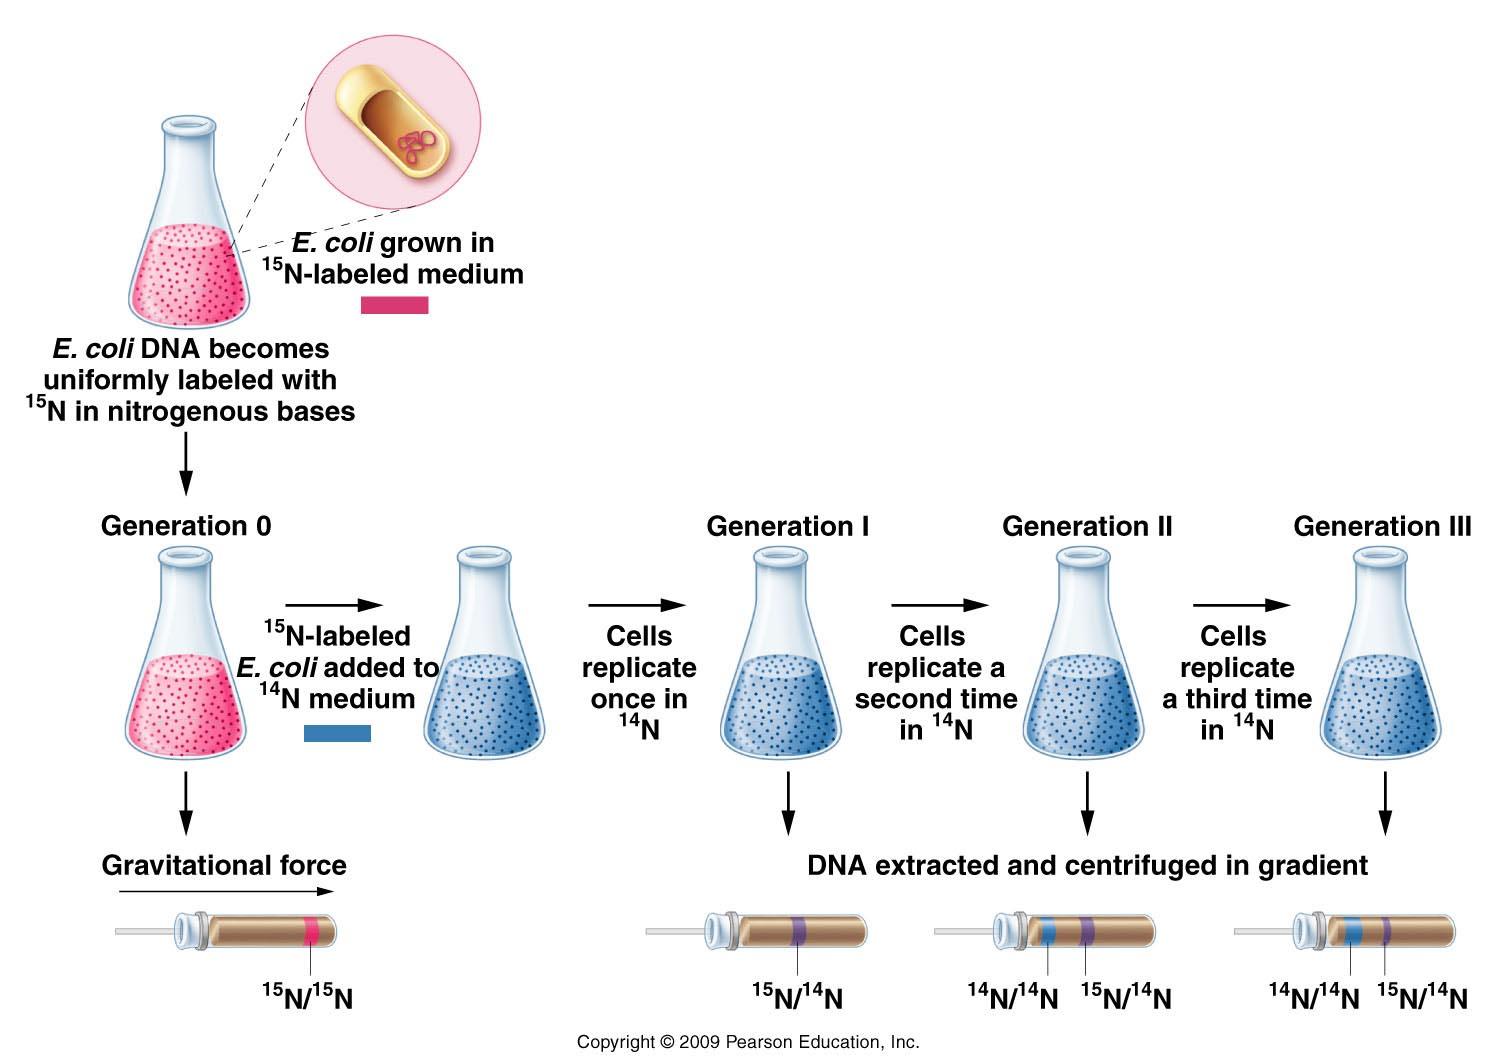 E. coli grown in
¹⁵N-labeled medium
E. coli DNA becomes
uniformly labeled with
¹⁵N in nitrogenous bases
Generation 0
Generation I
Generation II
Generation III
¹⁵N-labeled
E. coli added to
¹⁴N medium
Cells
replicate
once in
¹⁴N
Cells
replicate a
second time
in ¹⁴N
Cells
replicate
a third time
in ¹⁴N
Gravitational force
DNA extracted and centrifuged in gradient
¹⁵N/¹⁵N
¹⁵N/¹⁴N
¹⁴N/¹⁴N
¹⁵N/¹⁴N
¹⁴N/¹⁴N
¹⁵N/¹⁴N
Copyright © 2009 Pearson Education, Inc.